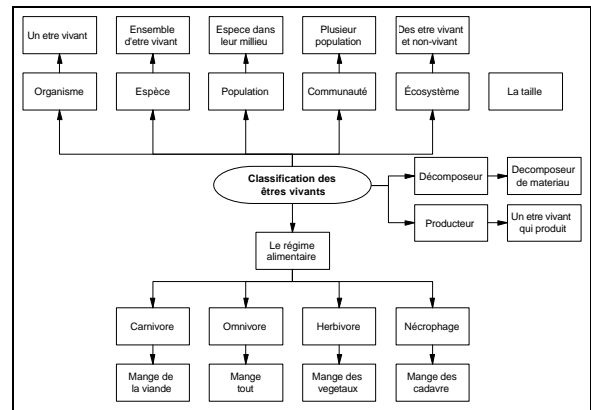 Un etre vivant
Ensemble
d'etre vivant
Espece dans
leur millieu
Plusieur
population
Des etre vivant
et non-vivant
Organisme
Espèce
Population
Communauté
Écosystème
La taille
Classification des
êtres vivants
Décomposeur
Decomposeur
de materiau
Producteur
Un etre vivant
qui produit
Le régime
alimentaire
Carnivore
Omnivore
Herbivore
Nécrophage
Mange de
la viande
Mange
tout
Mange des
vegetaux
Mange des
cadavre